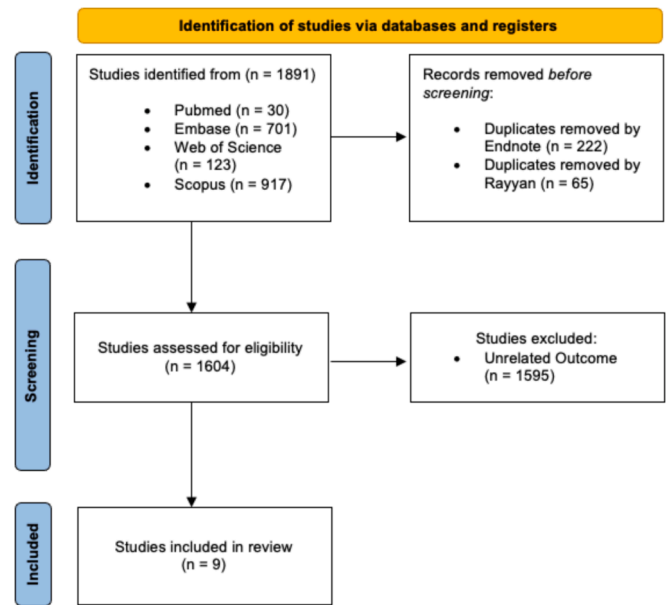 Identification of studies via databases and registers
Identification
Studies identified from (n = 1891)
• Pubmed (n = 30)
• Embase (n = 701)
• Web of Science
(n = 123)
• Scopus (n = 917)
Records removed before
screening:
• Duplicates removed by
Endnote (n = 222)
• Duplicates removed by
Rayyan (n = 65)
Screening
Studies assessed for eligibility
(n = 1604)
Studies excluded:
• Unrelated Outcome
(n = 1595)
Included
Studies included in review
(n = 9)